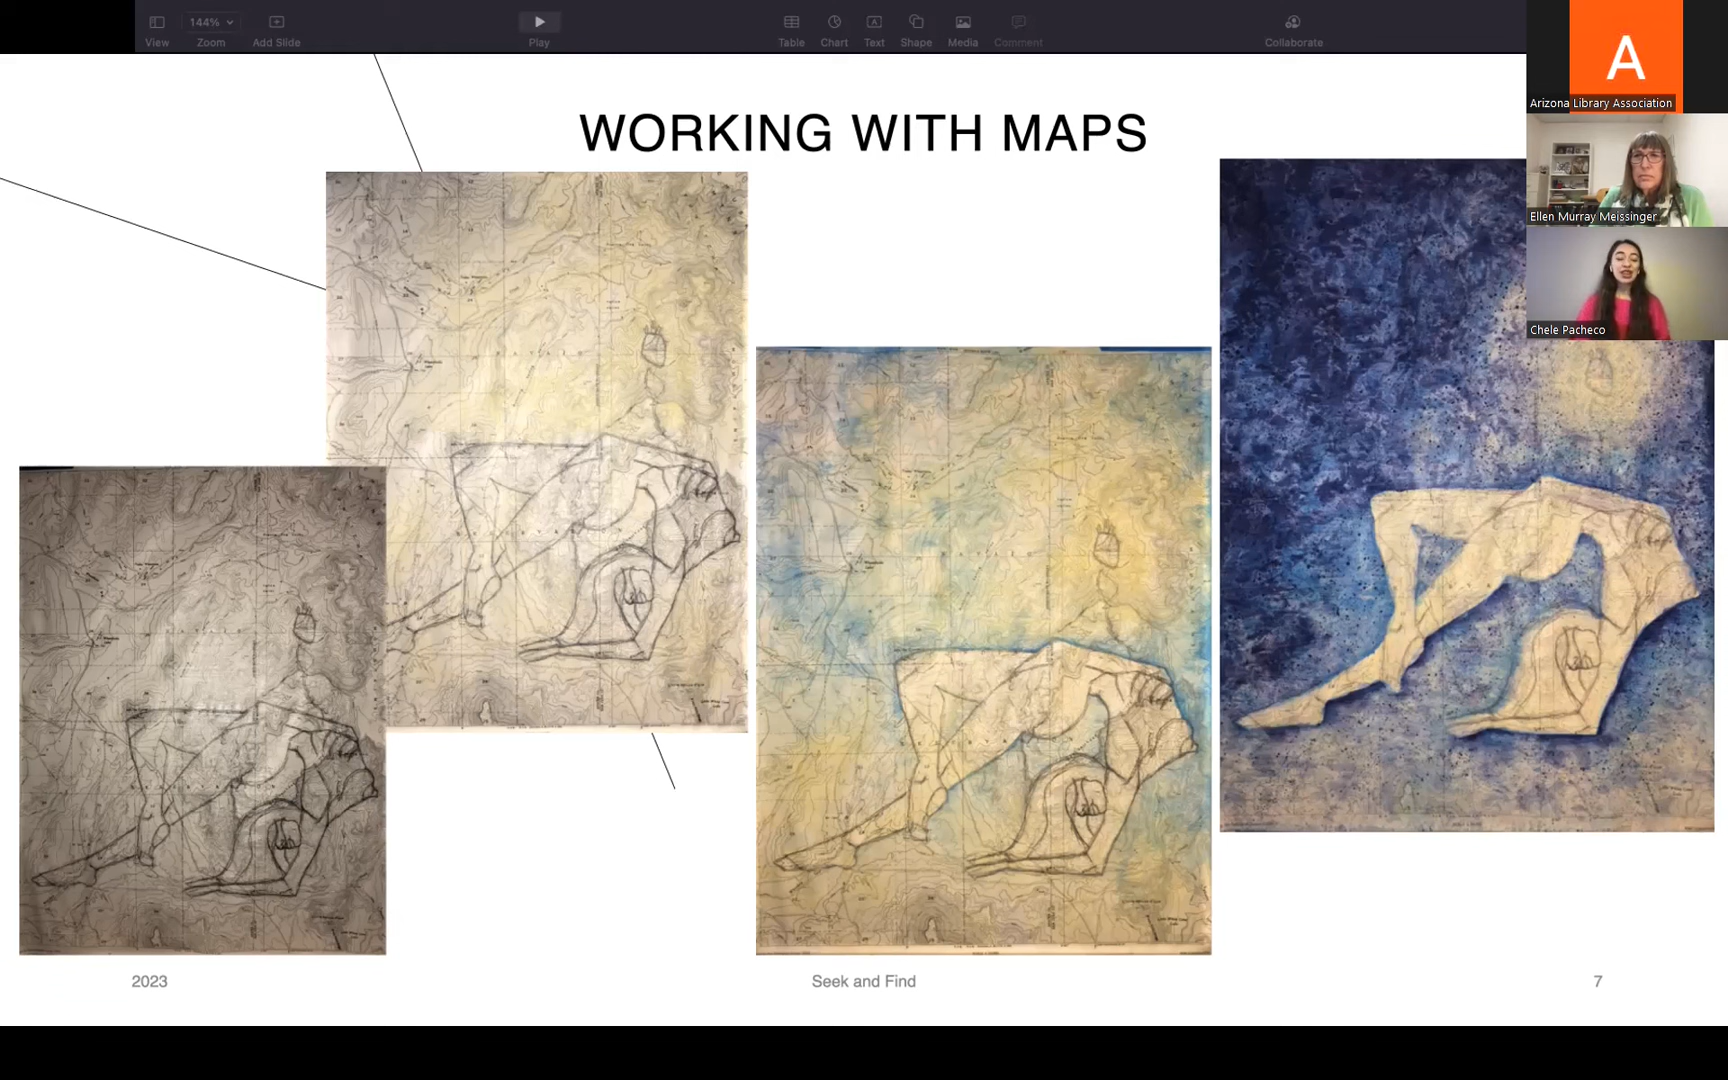 144%
View
Zoom
Add Slide
Play
Table
Chart
Text
Shape
Media
Comment
Collaborate
A
Arizona Library Association
Ellen Murray Meissinger
Chele Pacheco
WORKING WITH MAPS
2023
Seek and Find
7